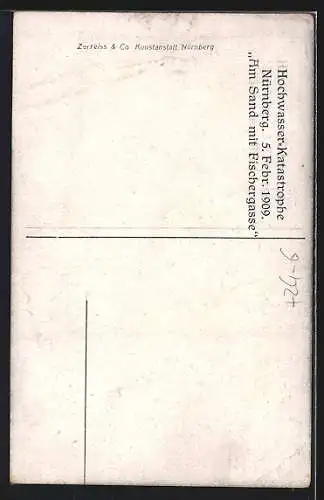 Zerreiss & Co. Kunstanstalt Nürnberg
Hochwasser-Katastrophe
Nürnberg. 5. Febr. 1909.
„Am Sand mit Fischergasse“